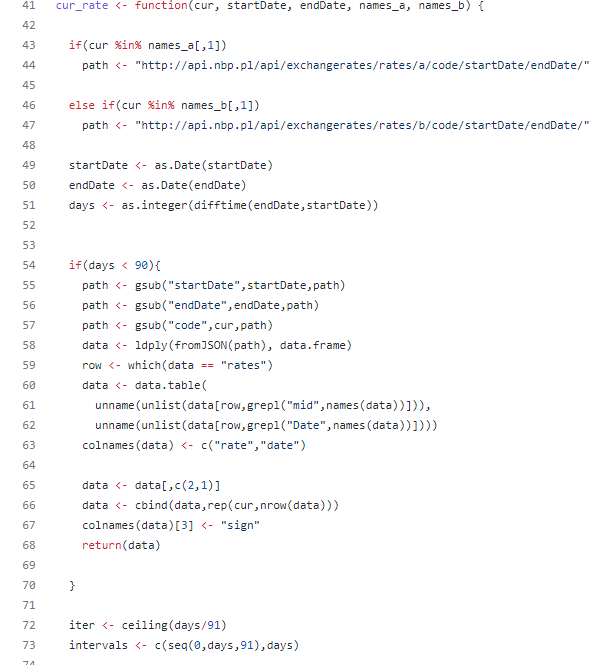 41 cur_rate <- function(cur, startDate, endDate, names_a, names_b) {
42
43 if(cur %in% names_a[,1])
44 path <- "http://api.nbp.pl/api/exchangerates/rates/a/code/startDate/endDate/"
45
46 else if(cur %in% names_b[,1])
47 path <- "http://api.nbp.pl/api/exchangerates/rates/b/code/startDate/endDate/"
48
49 startDate <- as.Date(startDate)
50 endDate <- as.Date(endDate)
51 days <- as.integer(difftime(endDate,startDate))
52
53
54 if(days < 90){
55 path <- gsub("startDate",startDate,path)
56 path <- gsub("endDate",endDate,path)
57 path <- gsub("code",cur,path)
58 data <- ldply(fromJSON(path), data.frame)
59 row <- which(data == "rates")
60 data <- data.table(
61 unname(unlist(data[row,grepl("mid",names(data))])),
62 unname(unlist(data[row,grepl("Date",names(data))])))
63 colnames(data) <- c("rate","date")
64
65 data <- data[,c(2,1)]
66 data <- cbind(data,rep(cur,nrow(data)))
67 colnames(data)[3] <- "sign"
68 return(data)
69
70 }
71
72 iter <- ceiling(days/91)
73 intervals <- c(seq(0,days,91),days)
74